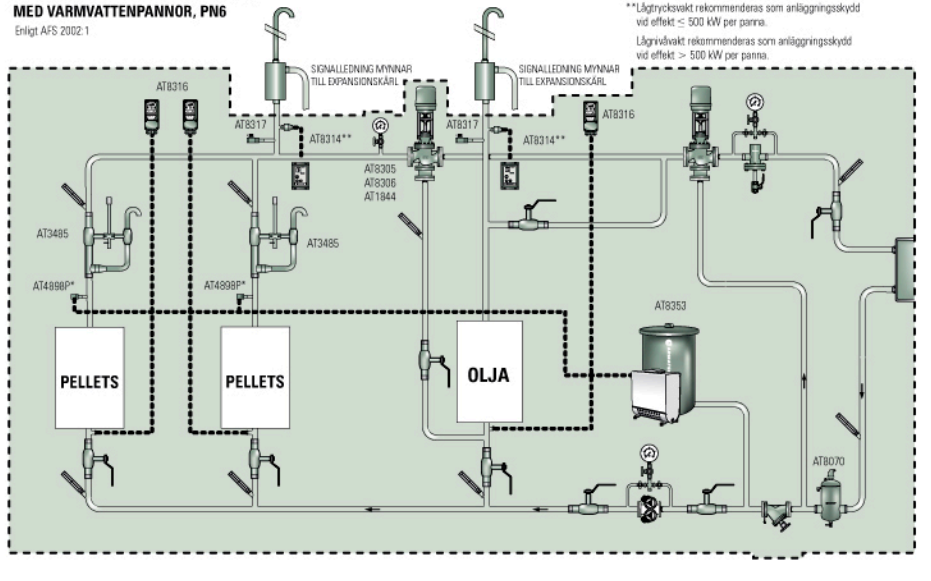 MED VARMVATTENPANNOR, PN6
Enligt AFS 2002:1
**Lågtrycksvakt rekommenderas som anläggningsskydd
vid effekt ≤ 500 kW per panna.
Lågnivåvakt rekommenderas som anläggningsskydd
vid effekt > 500 kW per panna.
SIGNALLEDNING MYNNAR
TILL EXPANSIONSKÄRL
SIGNALLEDNING MYNNAR
TILL EXPANSIONSKÄRL
AT8316
AT8317
AT8314**
AT8305
AT8306
AT1844
AT8317
AT8314**
AT8316
AT3485
AT3485
AT4898P*
AT4898P*
AT8353
PELLETS
PELLETS
OLJA
AT8070